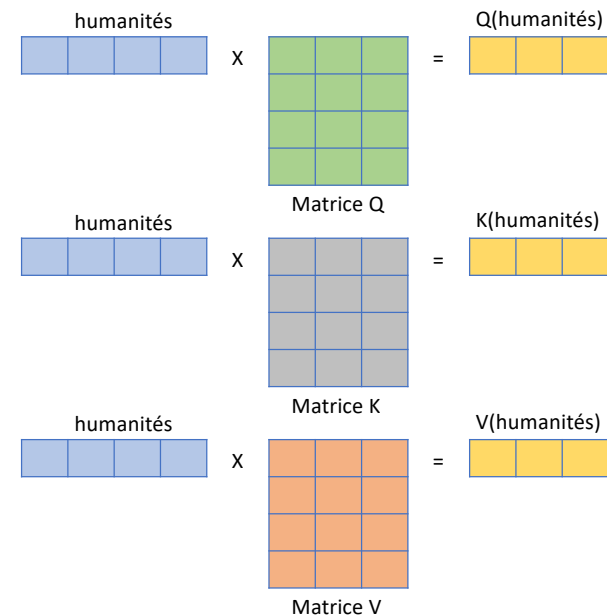 humanités
Q(humanités)
X
=
Matrice Q
humanités
K(humanités)
X
=
Matrice K
humanités
V(humanités)
X
=
Matrice V